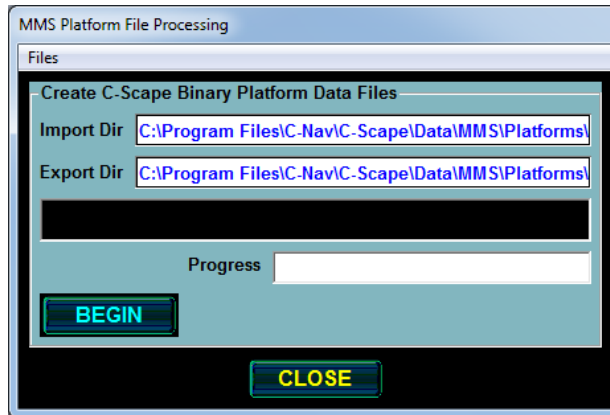 MMS Platform File Processing
Files
Create C-Scape Binary Platform Data Files
Import Dir C:\Program Files\C-Nav\C-Scape\Data\MMS\Platforms\
Export Dir C:\Program Files\C-Nav\C-Scape\Data\MMS\Platforms\
Progress
BEGIN
CLOSE